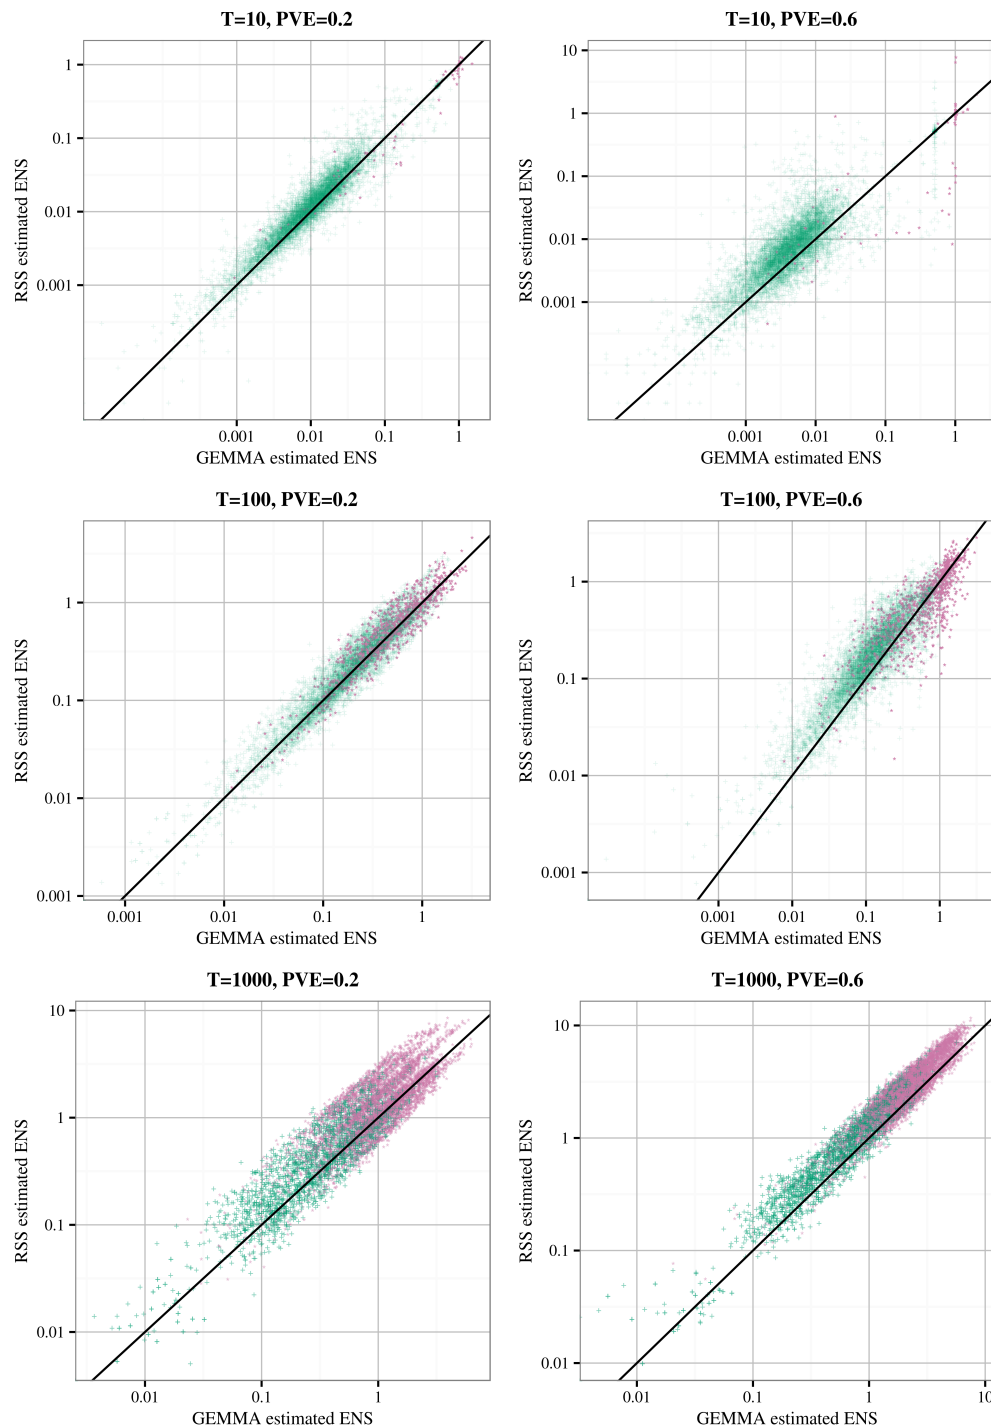 T=10, PVE=0.2
RSS estimated ENS
1
0.1
0.01
0.001
0.001 0.01 0.1 1
GEMMA estimated ENS
T=10, PVE=0.6
RSS estimated ENS
10
1
0.1
0.01
0.001
0.001 0.01 0.1 1
GEMMA estimated ENS
T=100, PVE=0.2
RSS estimated ENS
1
0.1
0.01
0.001
0.001 0.01 0.1 1
GEMMA estimated ENS
T=100, PVE=0.6
RSS estimated ENS
1
0.1
0.01
0.001
0.001 0.01 0.1 1
GEMMA estimated ENS
T=1000, PVE=0.2
RSS estimated ENS
10
1
0.1
0.01
0.01 0.1 1
GEMMA estimated ENS
T=1000, PVE=0.6
RSS estimated ENS
10
1
0.1
0.01
0.01 0.1 1 10
GEMMA estimated ENS